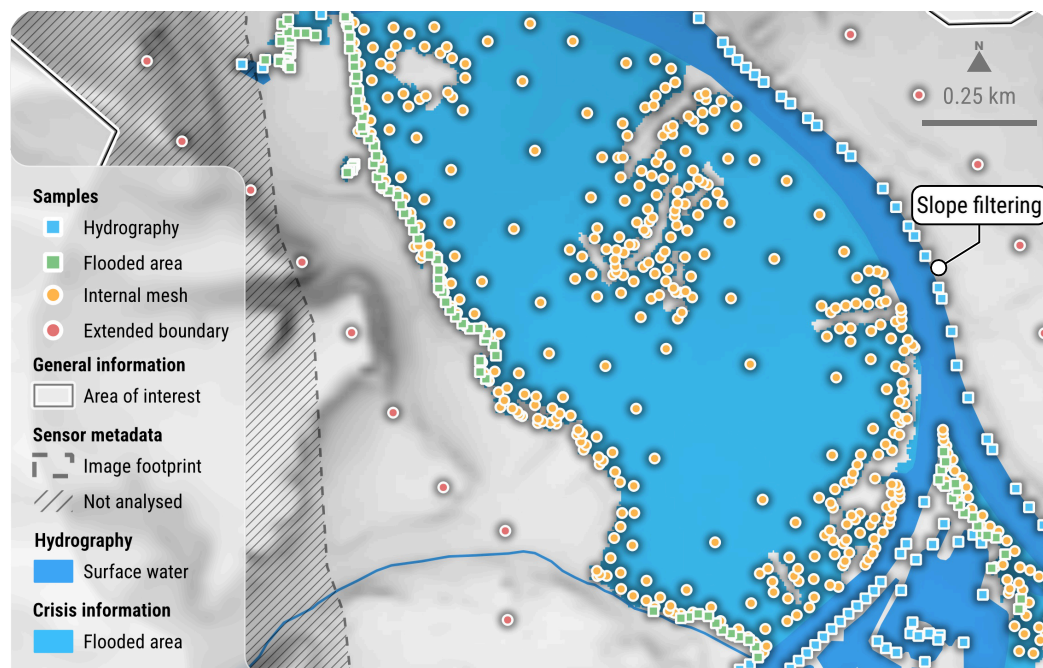 N
0.25 km
Slope filtering
Samples
Hydrography
Flooded area
Internal mesh
Extended boundary
General information
Area of interest
Sensor metadata
Image footprint
Not analysed
Hydrography
Surface water
Crisis information
Flooded area